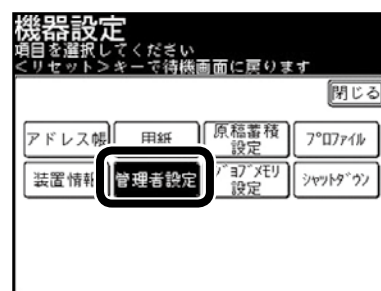 機器設定
項目を選択してください
<リセット>キーで待機画面に戻ります
閉じる
アドレス帳
用紙
原稿蓄積
設定
プロファイル
装置情報
管理者設定
ジョブメモリ
設定
シャットダウン